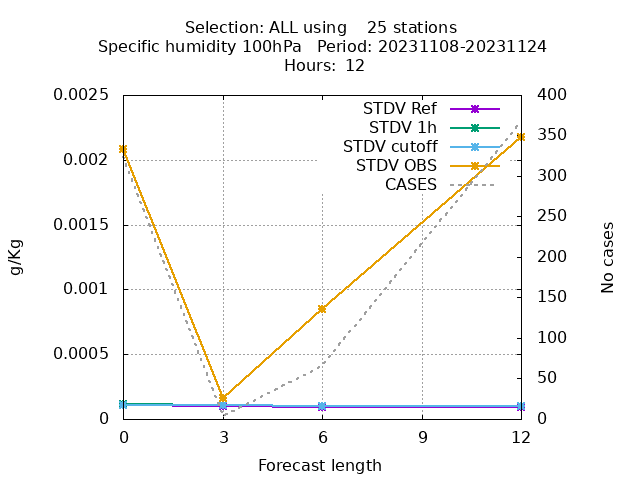 Selection: ALL using    25 stations
Specific humidity 100hPa   Period: 20231108-20231124
Hours: 12
STDV Ref
STDV 1h
STDV cutoff
STDV OBS
CASES
0.0025
0.002
0.0015
0.001
0.0005
0
g/Kg
400
350
300
250
200
150
100
50
0
No cases
0 3 6 9 12
Forecast length